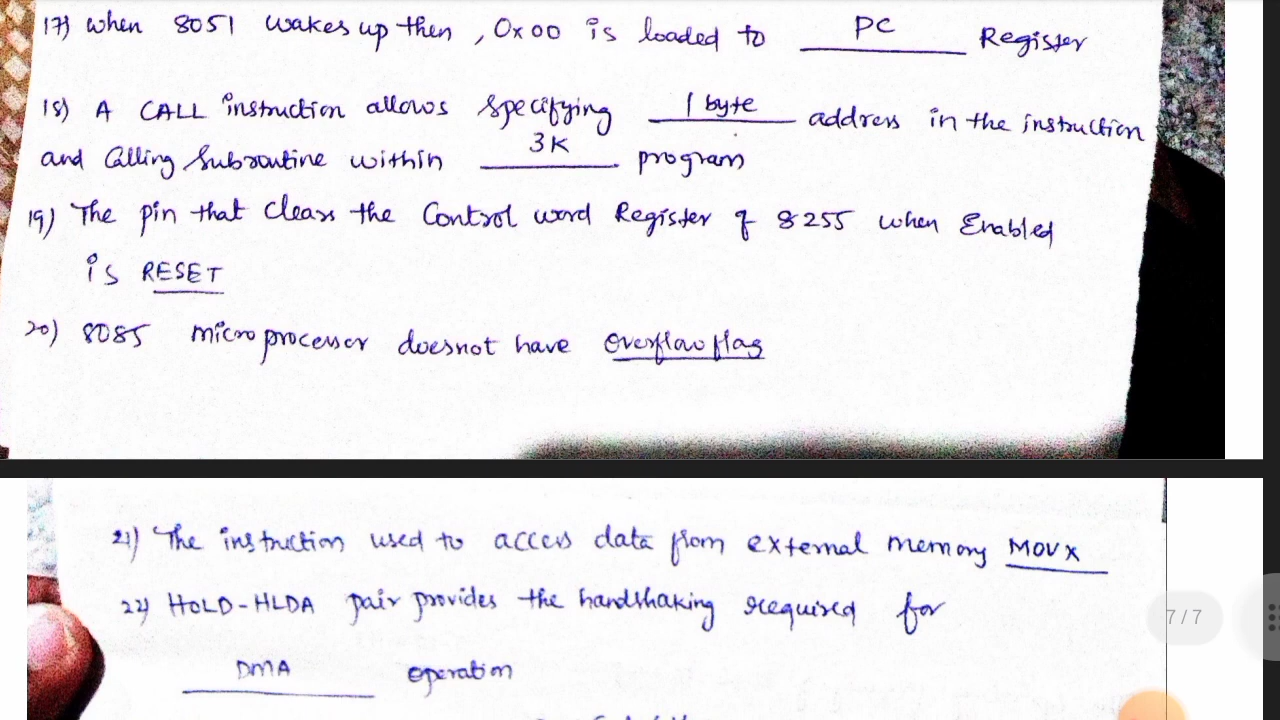 17) When 8051 wakes up then , 0x00 is loaded to PC Register
18) A CALL instruction allows specifying 1 byte address in the instruction
and Calling Subroutine within 3K program
19) The pin that clears the Control word Register of 8255 when Enabled
is RESET
20) 8085 microprocessor doesnot have overflow flag
21) The instruction used to access data from external memory MOVX
22) HOLD-HLDA pair provides the handshaking required for
DMA operation
7 / 7